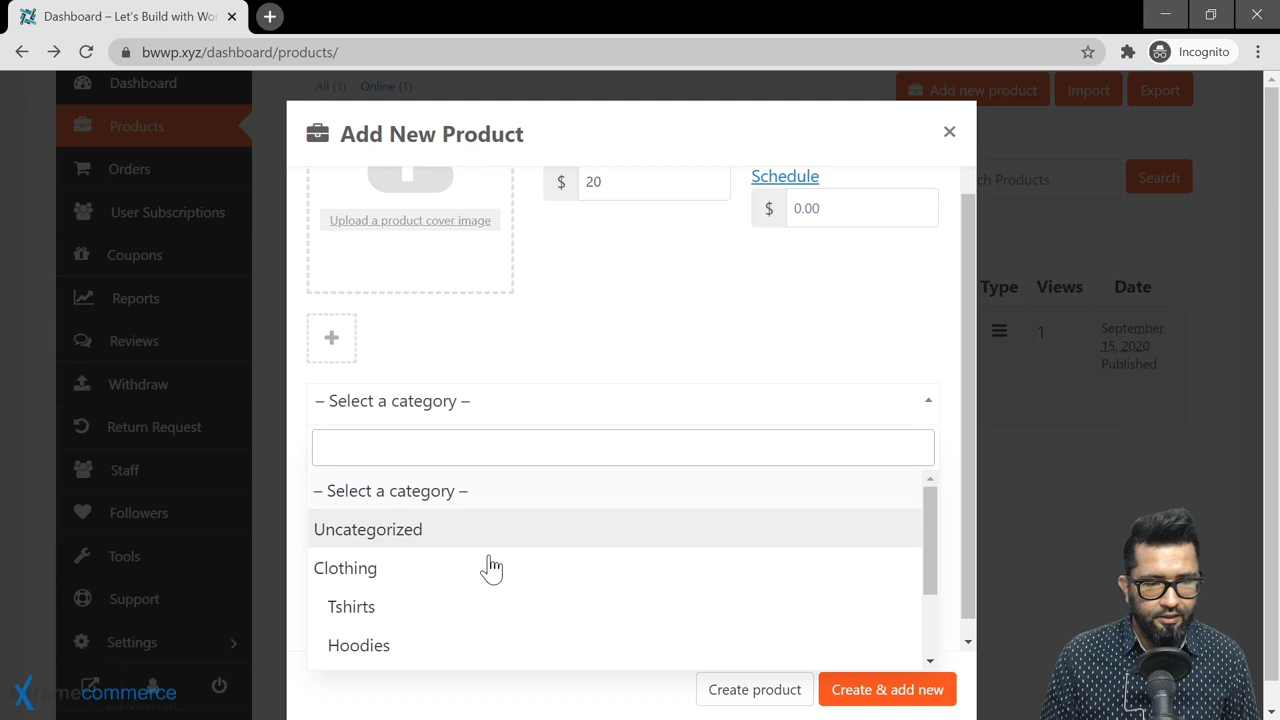 Dashboard – Let's Build with Wor
bwwp.xyz/dashboard/products/
Incognito
Dashboard
Products
Orders
User Subscriptions
Coupons
Reports
Reviews
Withdraw
Return Request
Staff
Followers
Tools
Support
Settings
Xtramecommerce
All (1) Online (1)
Add new product
Import
Export
Search Products
Search
Type Views Date
1
September
15, 2020
Published
Add New Product
Upload a product cover image
$ 20
Schedule
$ 0.00
– Select a category –
– Select a category –
Uncategorized
Clothing
Tshirts
Hoodies
Create product
Create & add new